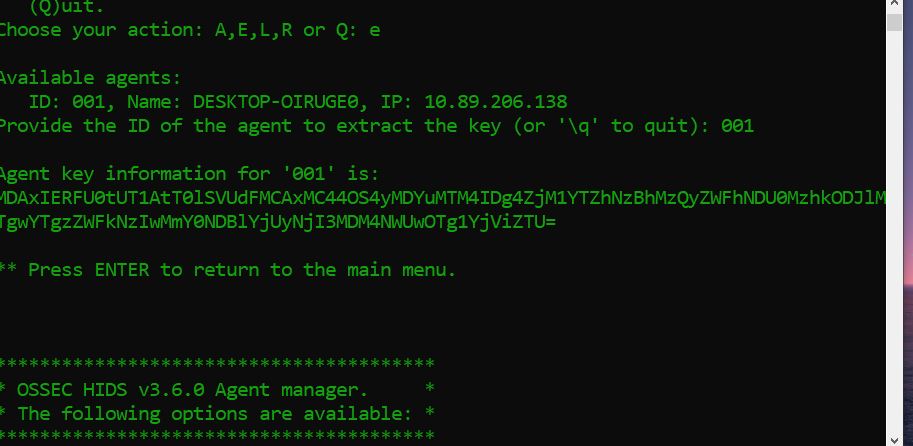 (Q)uit.
Choose your action: A,E,L,R or Q: e
Available agents:
ID: 001, Name: DESKTOP-OIRUGE0, IP: 10.89.206.138
Provide the ID of the agent to extract the key (or '\q' to quit): 001
Agent key information for '001' is:
MDAxIERFU0tUT1AtT0lSVUdFMCAxMC44OS4yMDYuMTM4IDg4ZjM1YTZhNzBhMzQyZWFhNDU0MzhkODJlM
TgwYTgzZWFkNzIwMmY0NDBlYjUyNjI3MDM4NWUwOTg1YjViZTU=
** Press ENTER to return to the main menu.
*****************************************
* OSSEC HIDS v3.6.0 Agent manager. *
* The following options are available: *
*****************************************